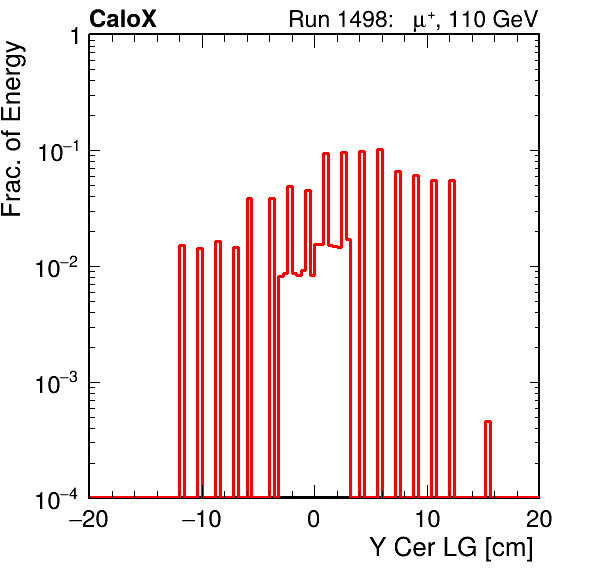 CaloX Run 1498: μ⁺, 110 GeV
Frac. of Energy
1
10⁻¹
10⁻²
10⁻³
10⁻⁴
−20 −10 0 10 20
Y Cer LG [cm]